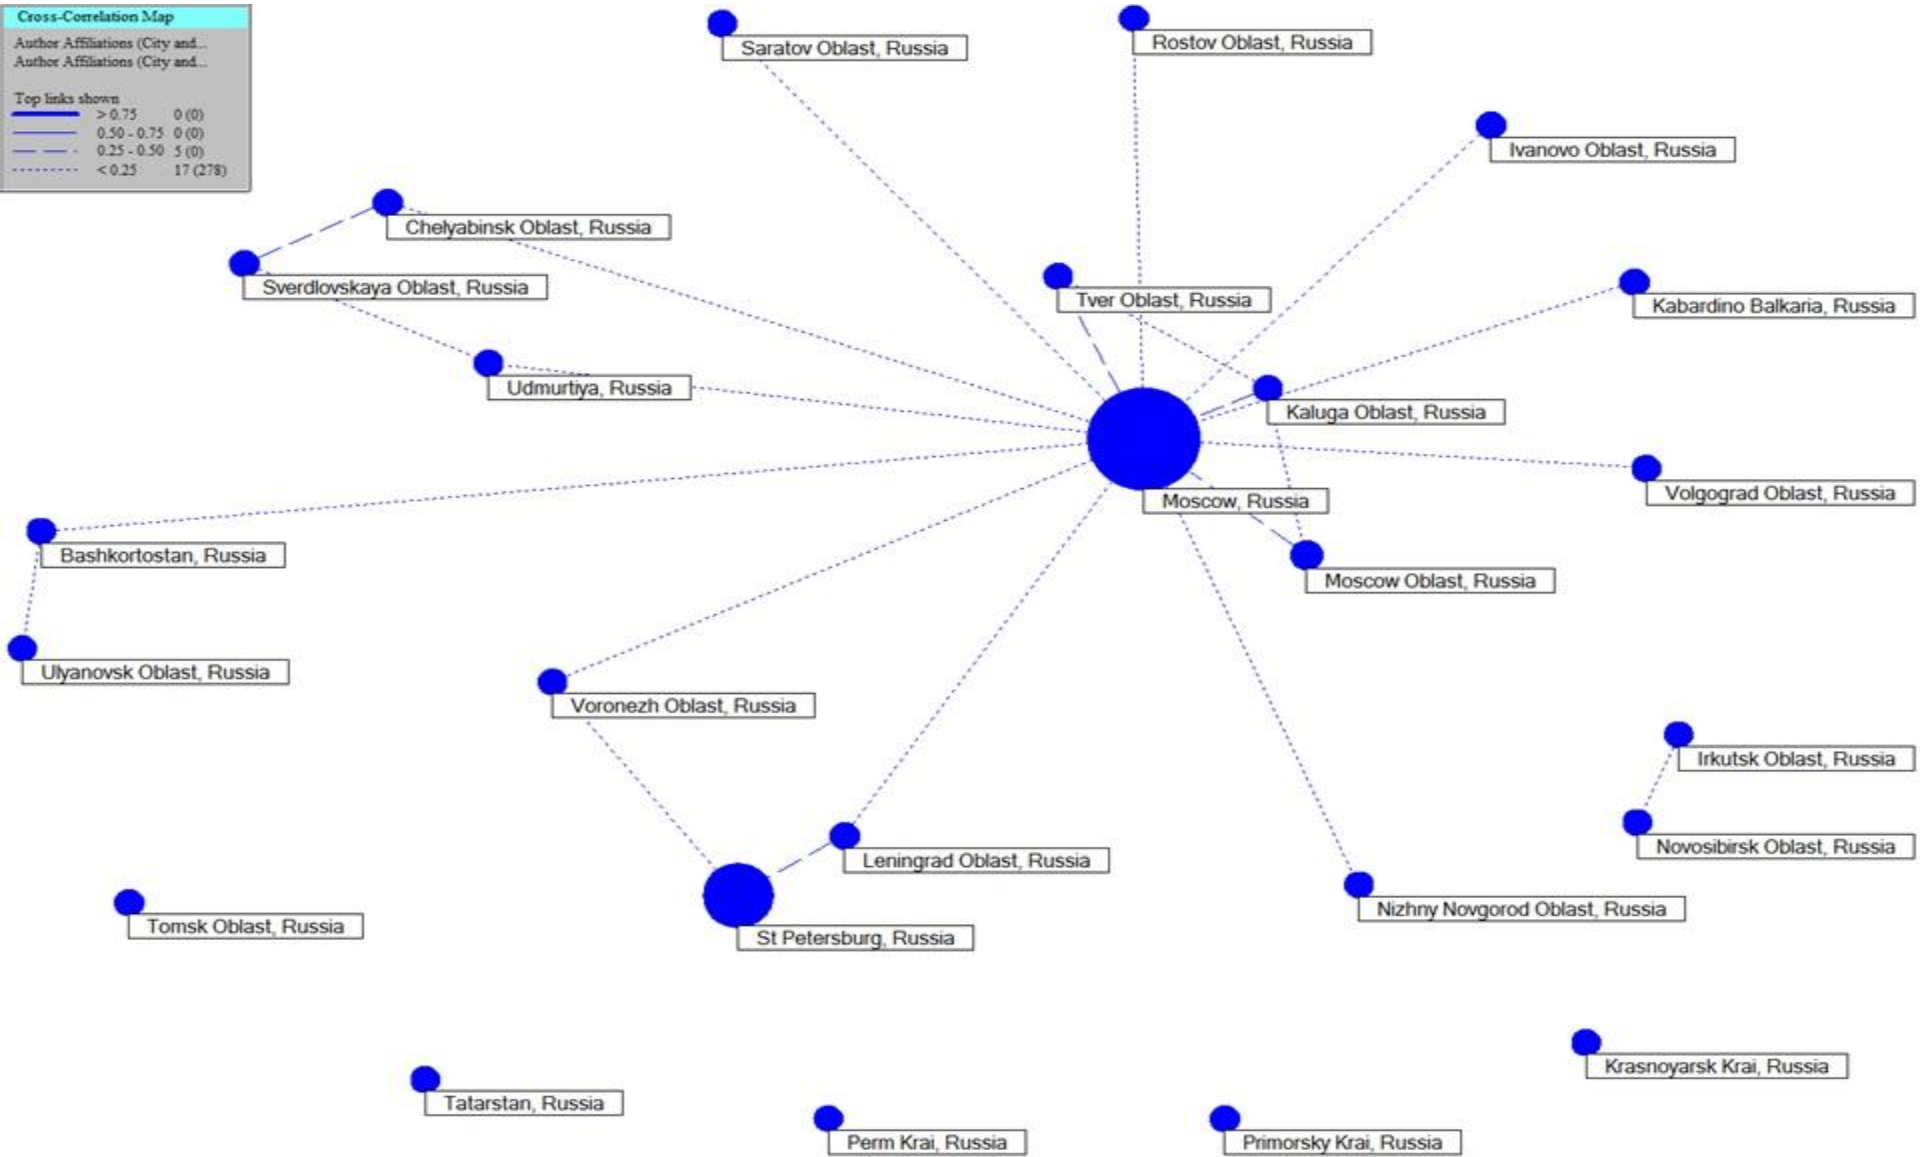 Cross-Correlation Map
Author Affiliations (City and...
Author Affiliations (City and...
Top links shown
> 0.75 0 (0)
0.50 - 0.75 0 (0)
0.25 - 0.50 5 (0)
< 0.25 17 (278)
Saratov Oblast, Russia
Rostov Oblast, Russia
Ivanovo Oblast, Russia
Chelyabinsk Oblast, Russia
Sverdlovskaya Oblast, Russia
Tver Oblast, Russia
Kabardino Balkaria, Russia
Udmurtiya, Russia
Kaluga Oblast, Russia
Moscow, Russia
Volgograd Oblast, Russia
Bashkortostan, Russia
Moscow Oblast, Russia
Ulyanovsk Oblast, Russia
Voronezh Oblast, Russia
Irkutsk Oblast, Russia
Novosibirsk Oblast, Russia
Leningrad Oblast, Russia
Nizhny Novgorod Oblast, Russia
Tomsk Oblast, Russia
St Petersburg, Russia
Krasnoyarsk Krai, Russia
Tatarstan, Russia
Perm Krai, Russia
Primorsky Krai, Russia